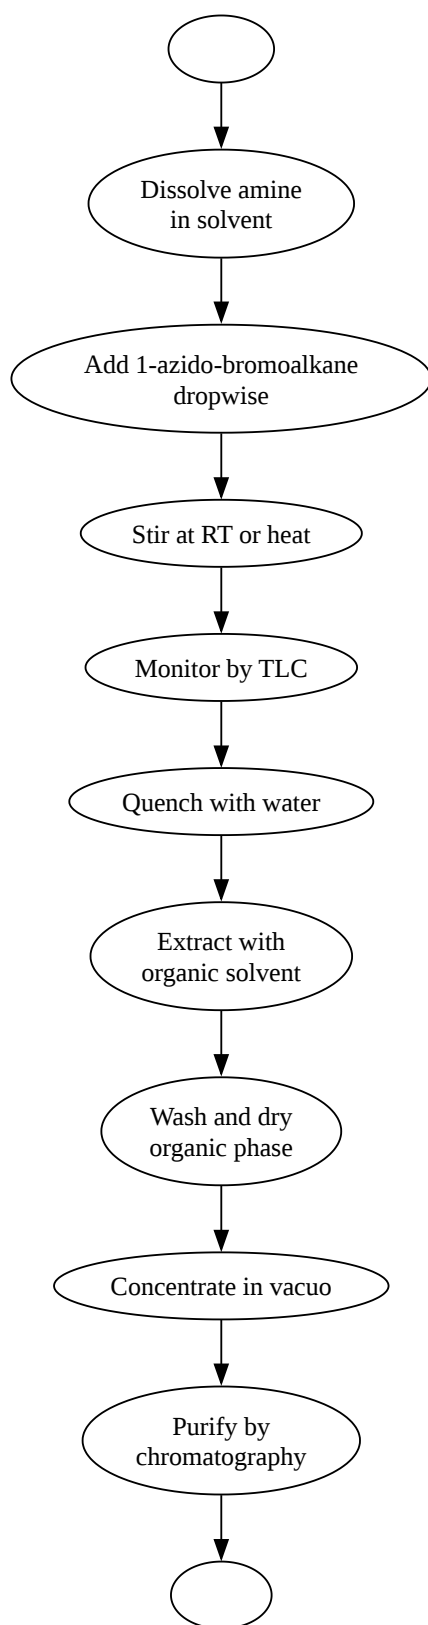 Dissolve amine
in solvent
Add 1-azido-bromoalkane
dropwise
Stir at RT or heat
Monitor by TLC
Quench with water
Extract with
organic solvent
Wash and dry
organic phase
Concentrate in vacuo
Purify by
chromatography